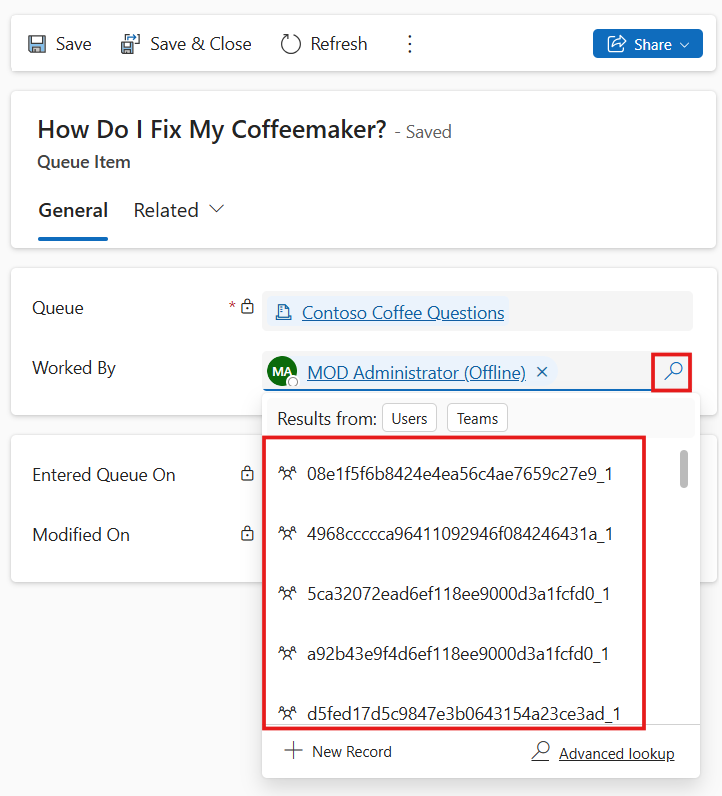 Save Save & Close Refresh Share
How Do I Fix My Coffeemaker? - Saved
Queue Item
General Related
Queue * Contoso Coffee Questions
Worked By MA MOD Administrator (Offline)
Results from: Users Teams
Entered Queue On 08e1f5f6b8424e4ea56c4ae7659c27e9_1
Modified On 4968ccccca96411092946f084246431a_1
5ca32072ead6ef118ee9000d3a1fcfd0_1
a92b43e9f4d6ef118ee9000d3a1fcfd0_1
d5fed17d5c9847e3b0643154a23ce3ad_1
New Record Advanced lookup